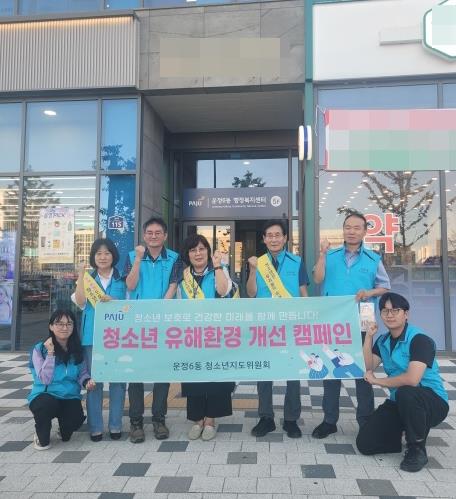 PAJU
운정6동 행정복지센터
5F
115
약
PAJU
청소년 보호로 건강한 미래를 함께 만듭니다!
청소년 유해환경 개선 캠페인
운정6동 청소년지도위원회